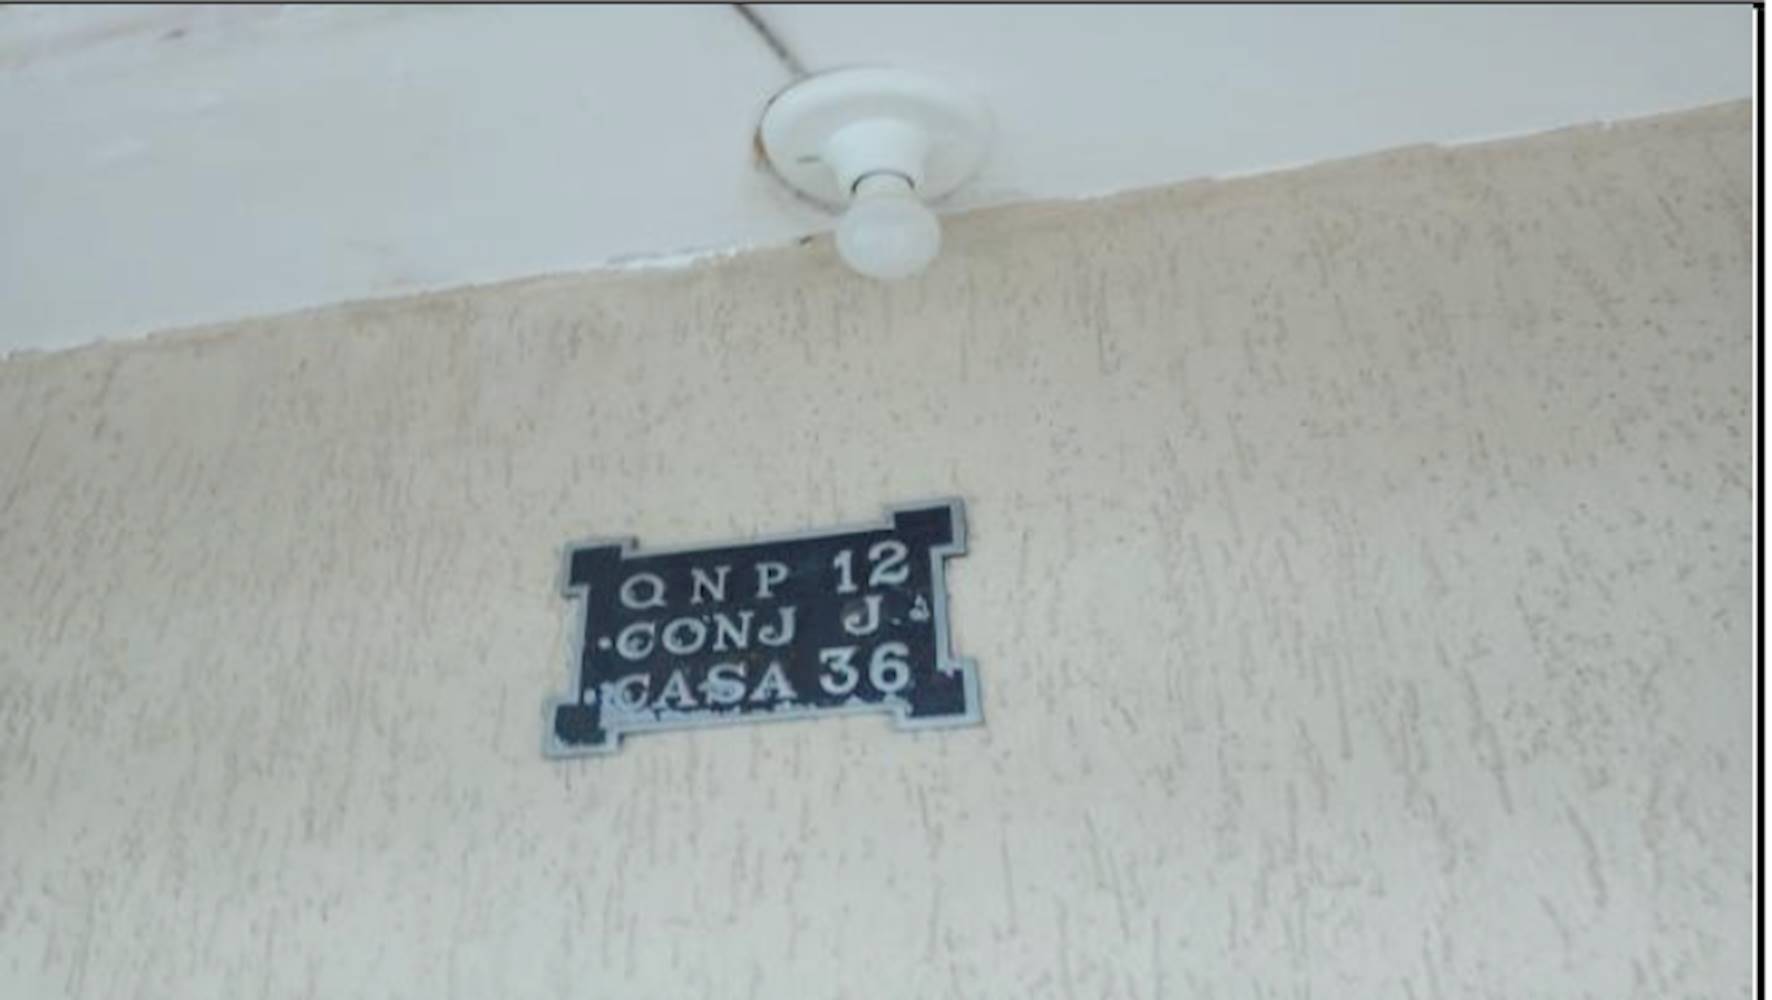 QNP 12
CONJ J.
CASA 36